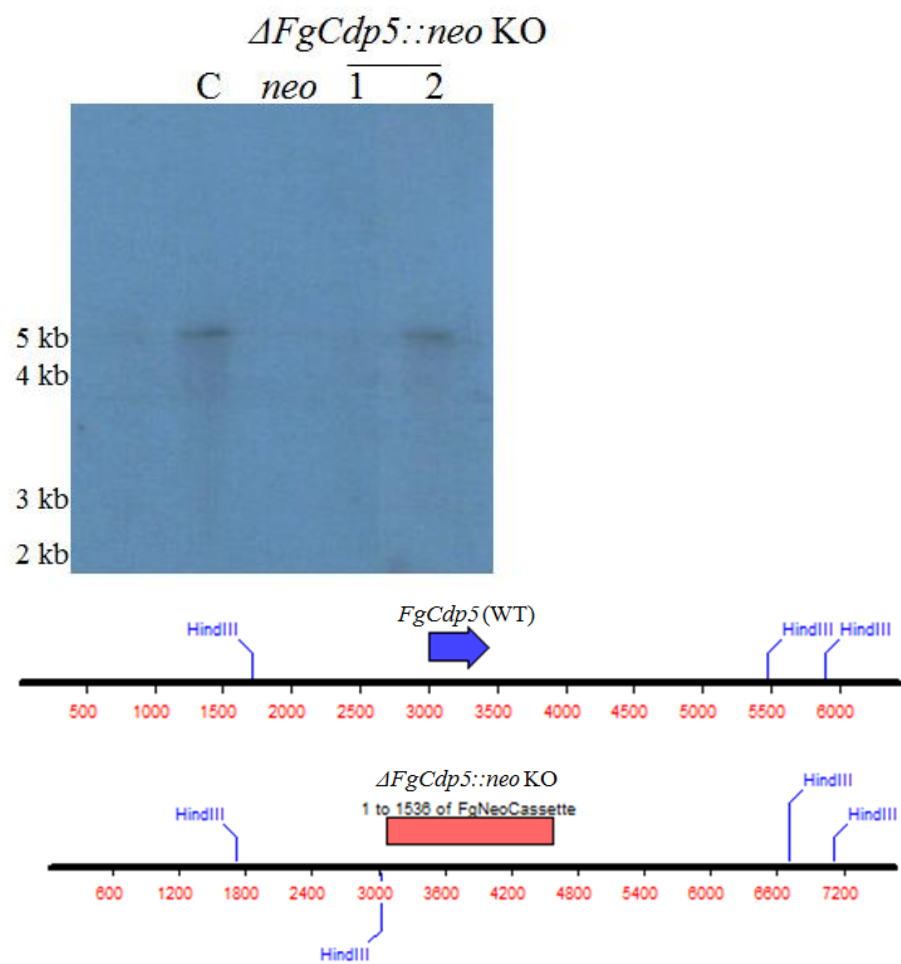 ΔFgCdp5::neo KO
C neo 1 2
5 kb
4 kb
3 kb
2 kb
FgCdp5 (WT)
HindIII HindIII HindIII
500 1000 1500 2000 2500 3000 3500 4000 4500 5000 5500 6000
ΔFgCdp5::neo KO
HindIII
1 to 1536 of FgNeoCassette
HindIII HindIII
600 1200 1800 2400 3000 3600 4200 4800 5400 6000 6600 7200
HindIII